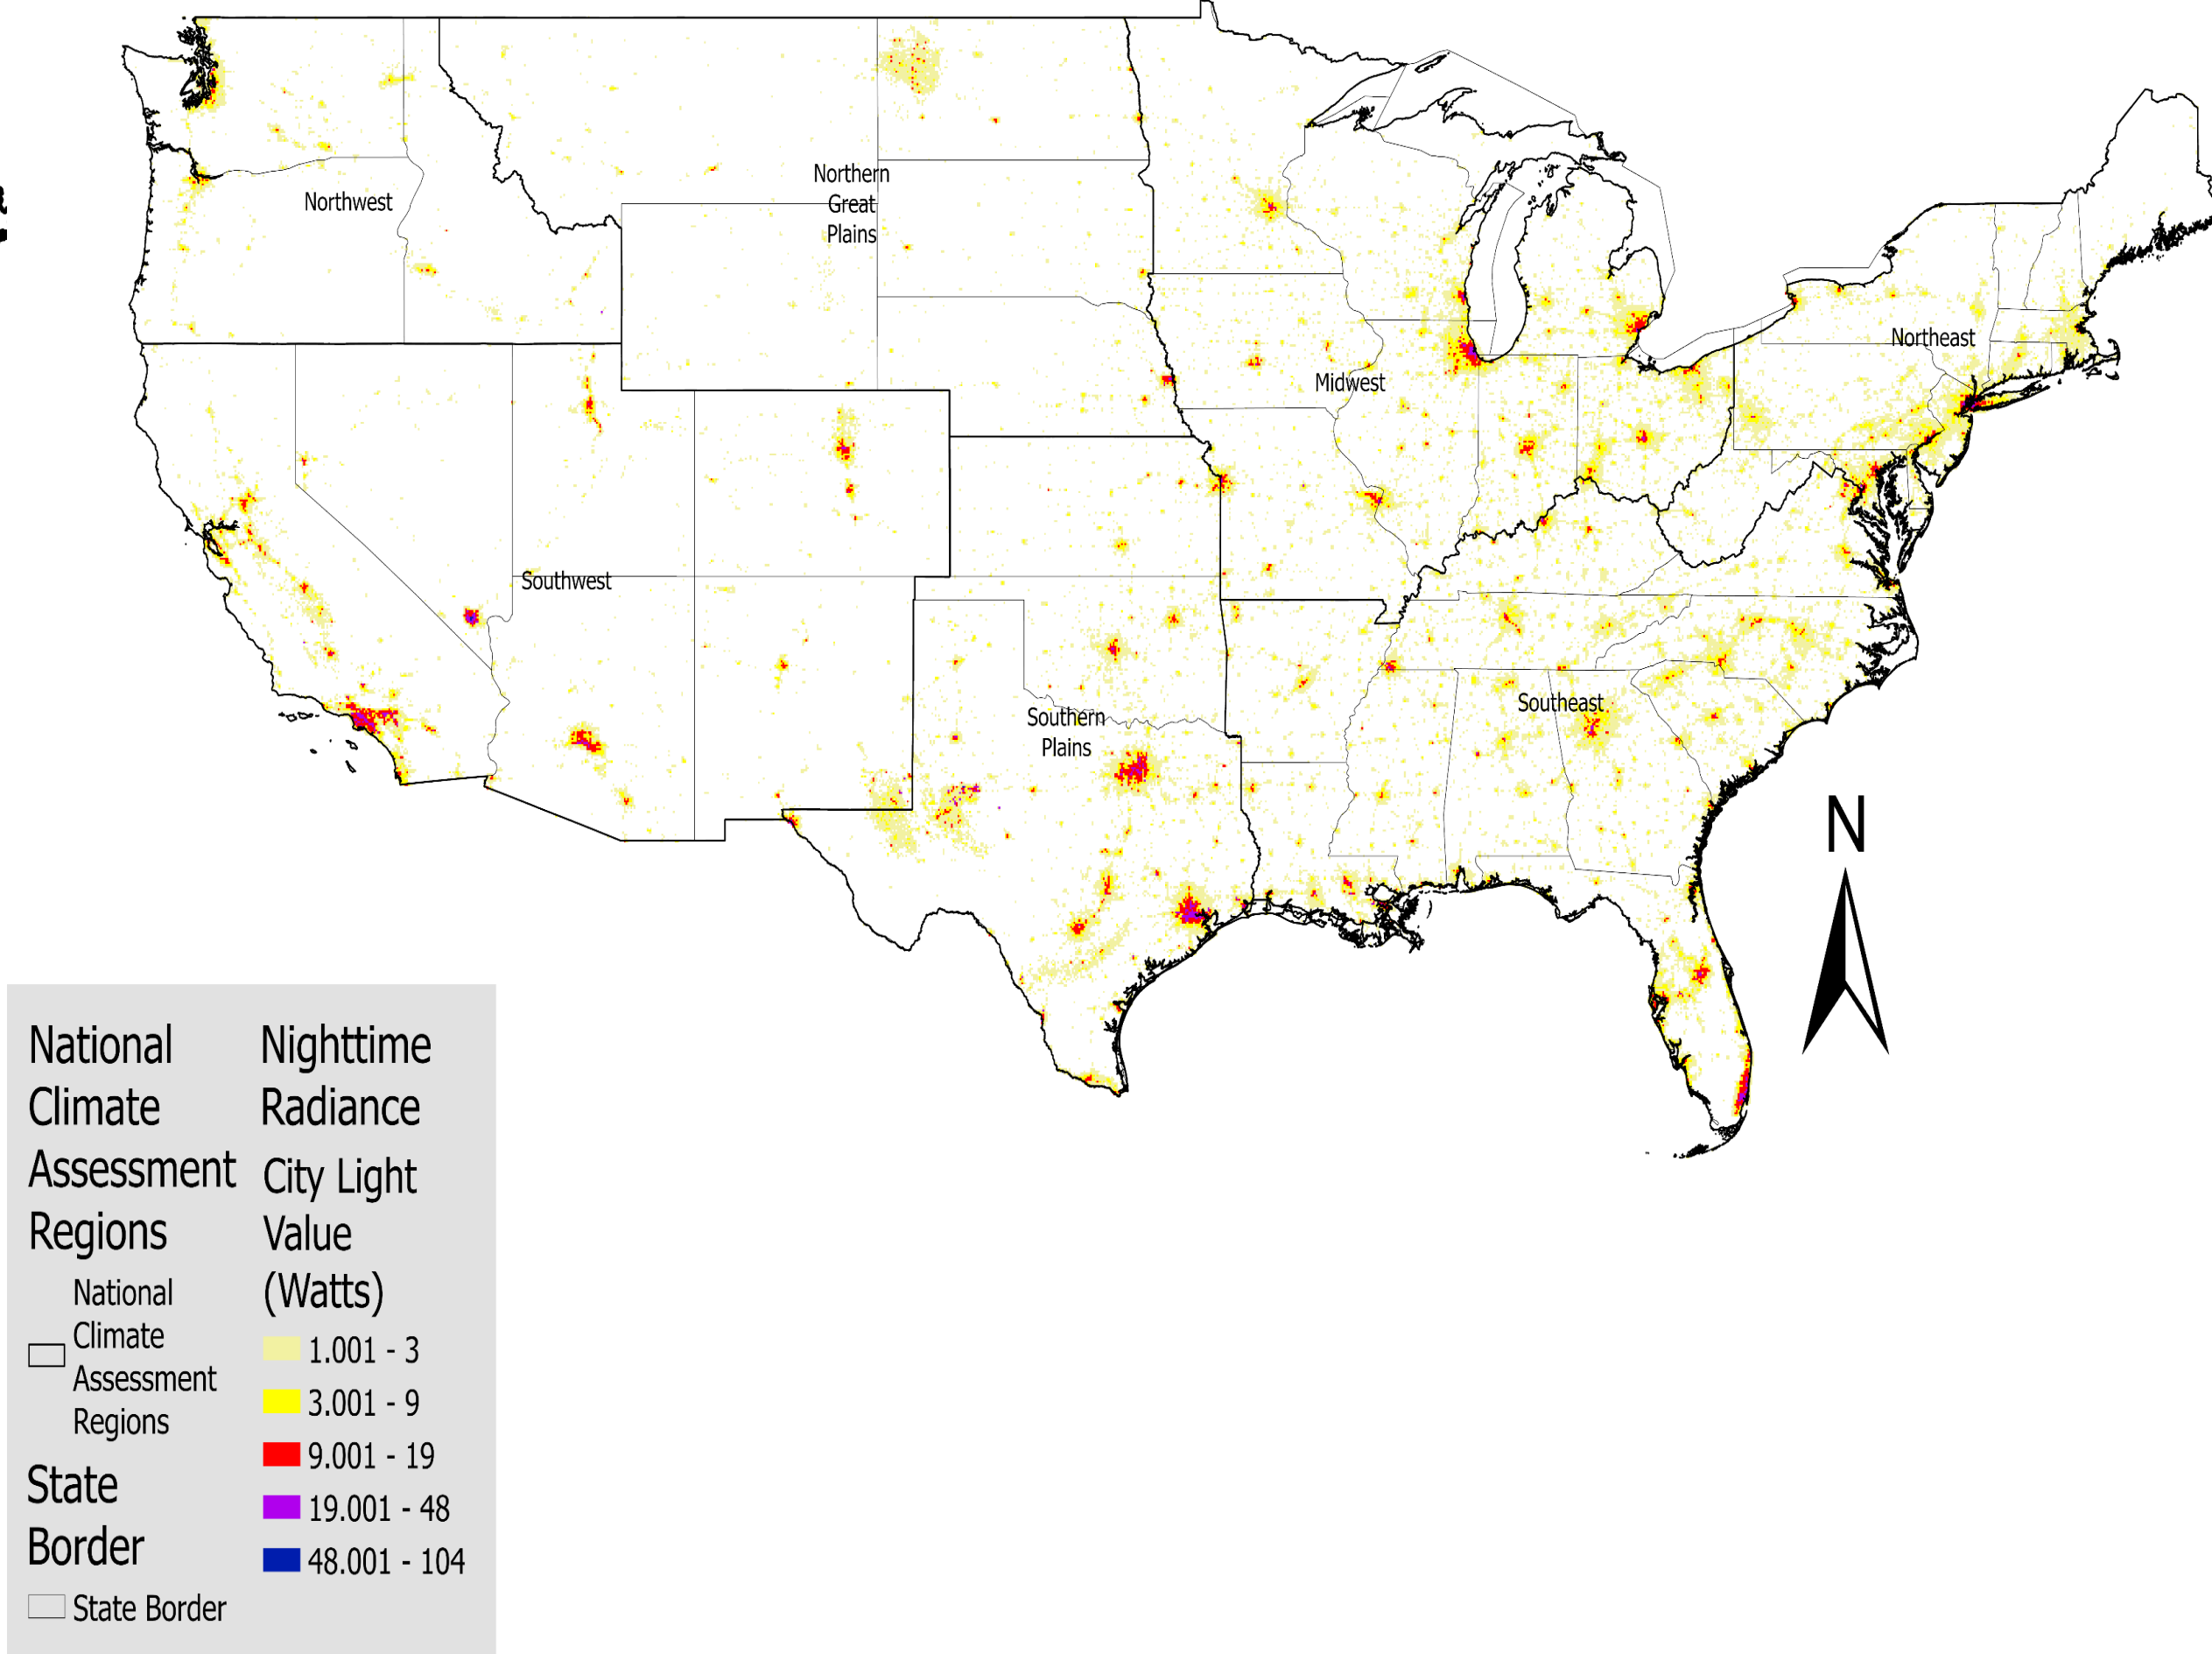 Northwest
Northern
Great
Plains
Northeast
Midwest
Southwest
Southeast
Southern
Plains
N
National
Climate
Assessment
Regions
National
Climate
Assessment
Regions
State
Border
State Border
Nighttime
Radiance
City Light
Value
(Watts)
1.001 - 3
3.001 - 9
9.001 - 19
19.001 - 48
48.001 - 104